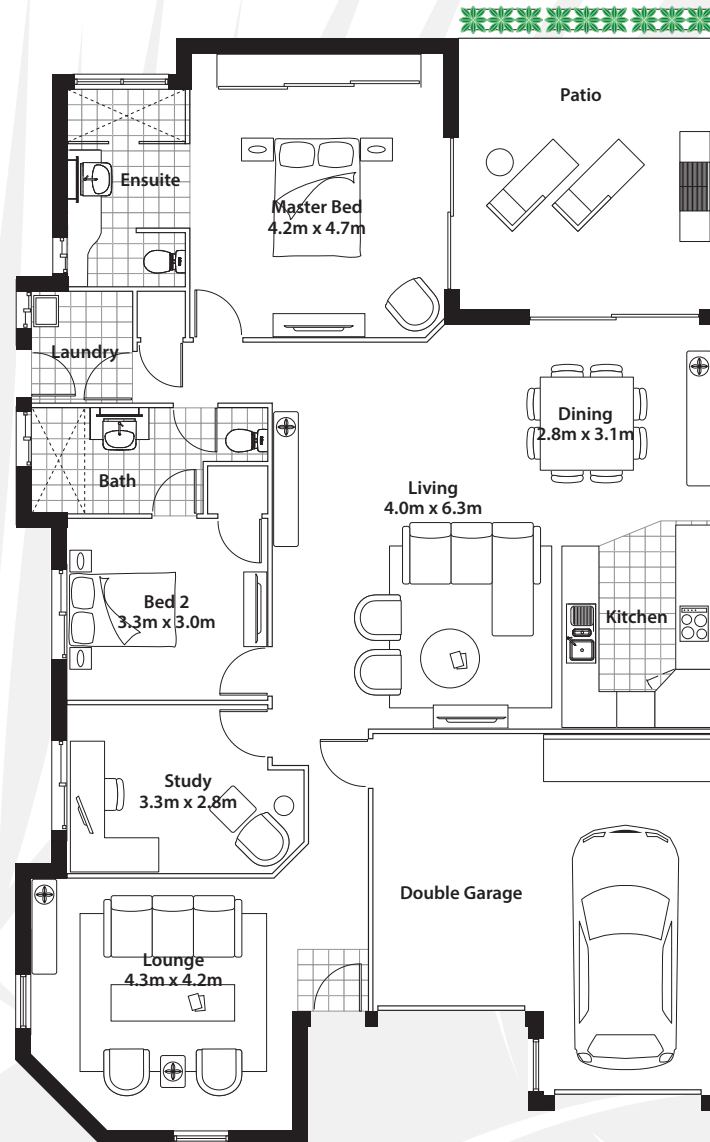 Patio
Ensuite
Master Bed
4.2m x 4.7m
Laundry
Dining
2.8m x 3.1m
Bath
Living
4.0m x 6.3m
Bed 2
3.3m x 3.0m
Kitchen
Study
3.3m x 2.8m
Double Garage
Lounge
4.3m x 4.2m